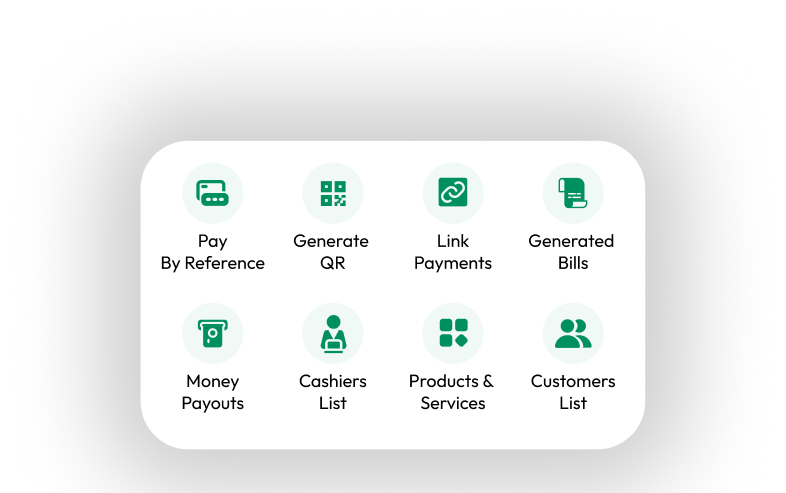 Pay
By Reference
Generate
QR
Link
Payments
Generated
Bills
Money
Payouts
Cashiers
List
Products &
Services
Customers
List